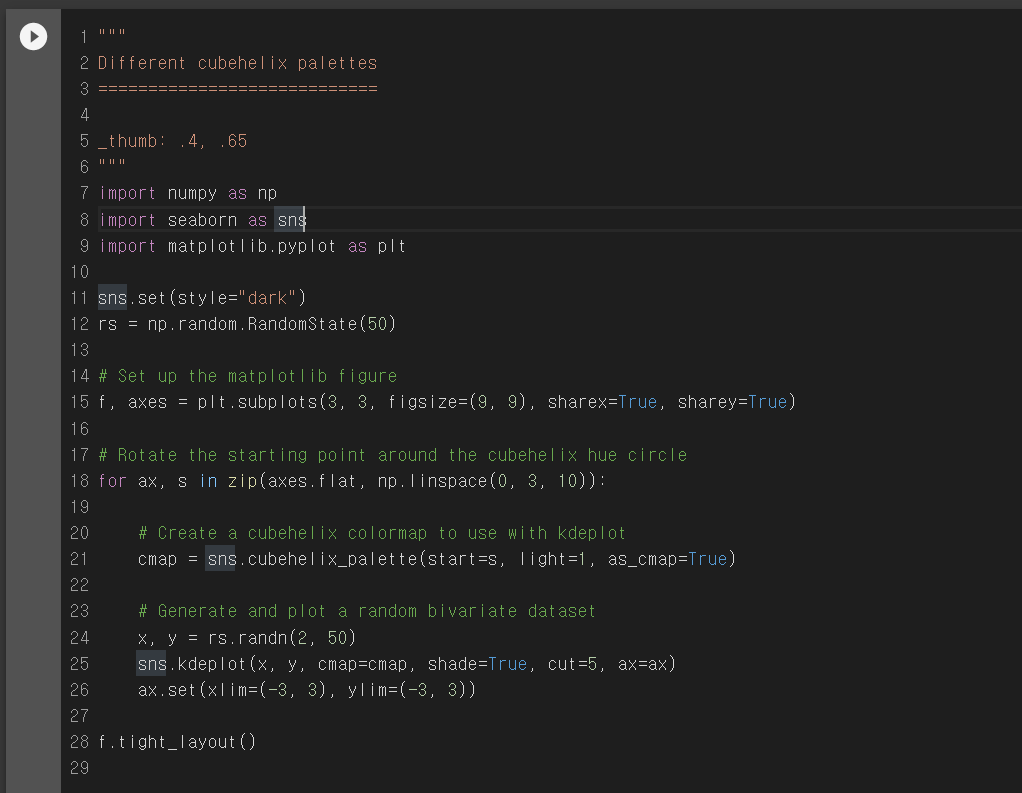 1 """
2 Different cubehelix palettes
3 ============================
4
5 _thumb: .4, .65
6 """
7 import numpy as np
8 import seaborn as sns
9 import matplotlib.pyplot as plt
10
11 sns.set(style="dark")
12 rs = np.random.RandomState(50)
13
14 # Set up the matplotlib figure
15 f, axes = plt.subplots(3, 3, figsize=(9, 9), sharex=True, sharey=True)
16
17 # Rotate the starting point around the cubehelix hue circle
18 for ax, s in zip(axes.flat, np.linspace(0, 3, 10)):
19
20     # Create a cubehelix colormap to use with kdeplot
21     cmap = sns.cubehelix_palette(start=s, light=1, as_cmap=True)
22
23     # Generate and plot a random bivariate dataset
24     x, y = rs.randn(2, 50)
25     sns.kdeplot(x, y, cmap=cmap, shade=True, cut=5, ax=ax)
26     ax.set(xlim=(-3, 3), ylim=(-3, 3))
27
28 f.tight_layout()
29